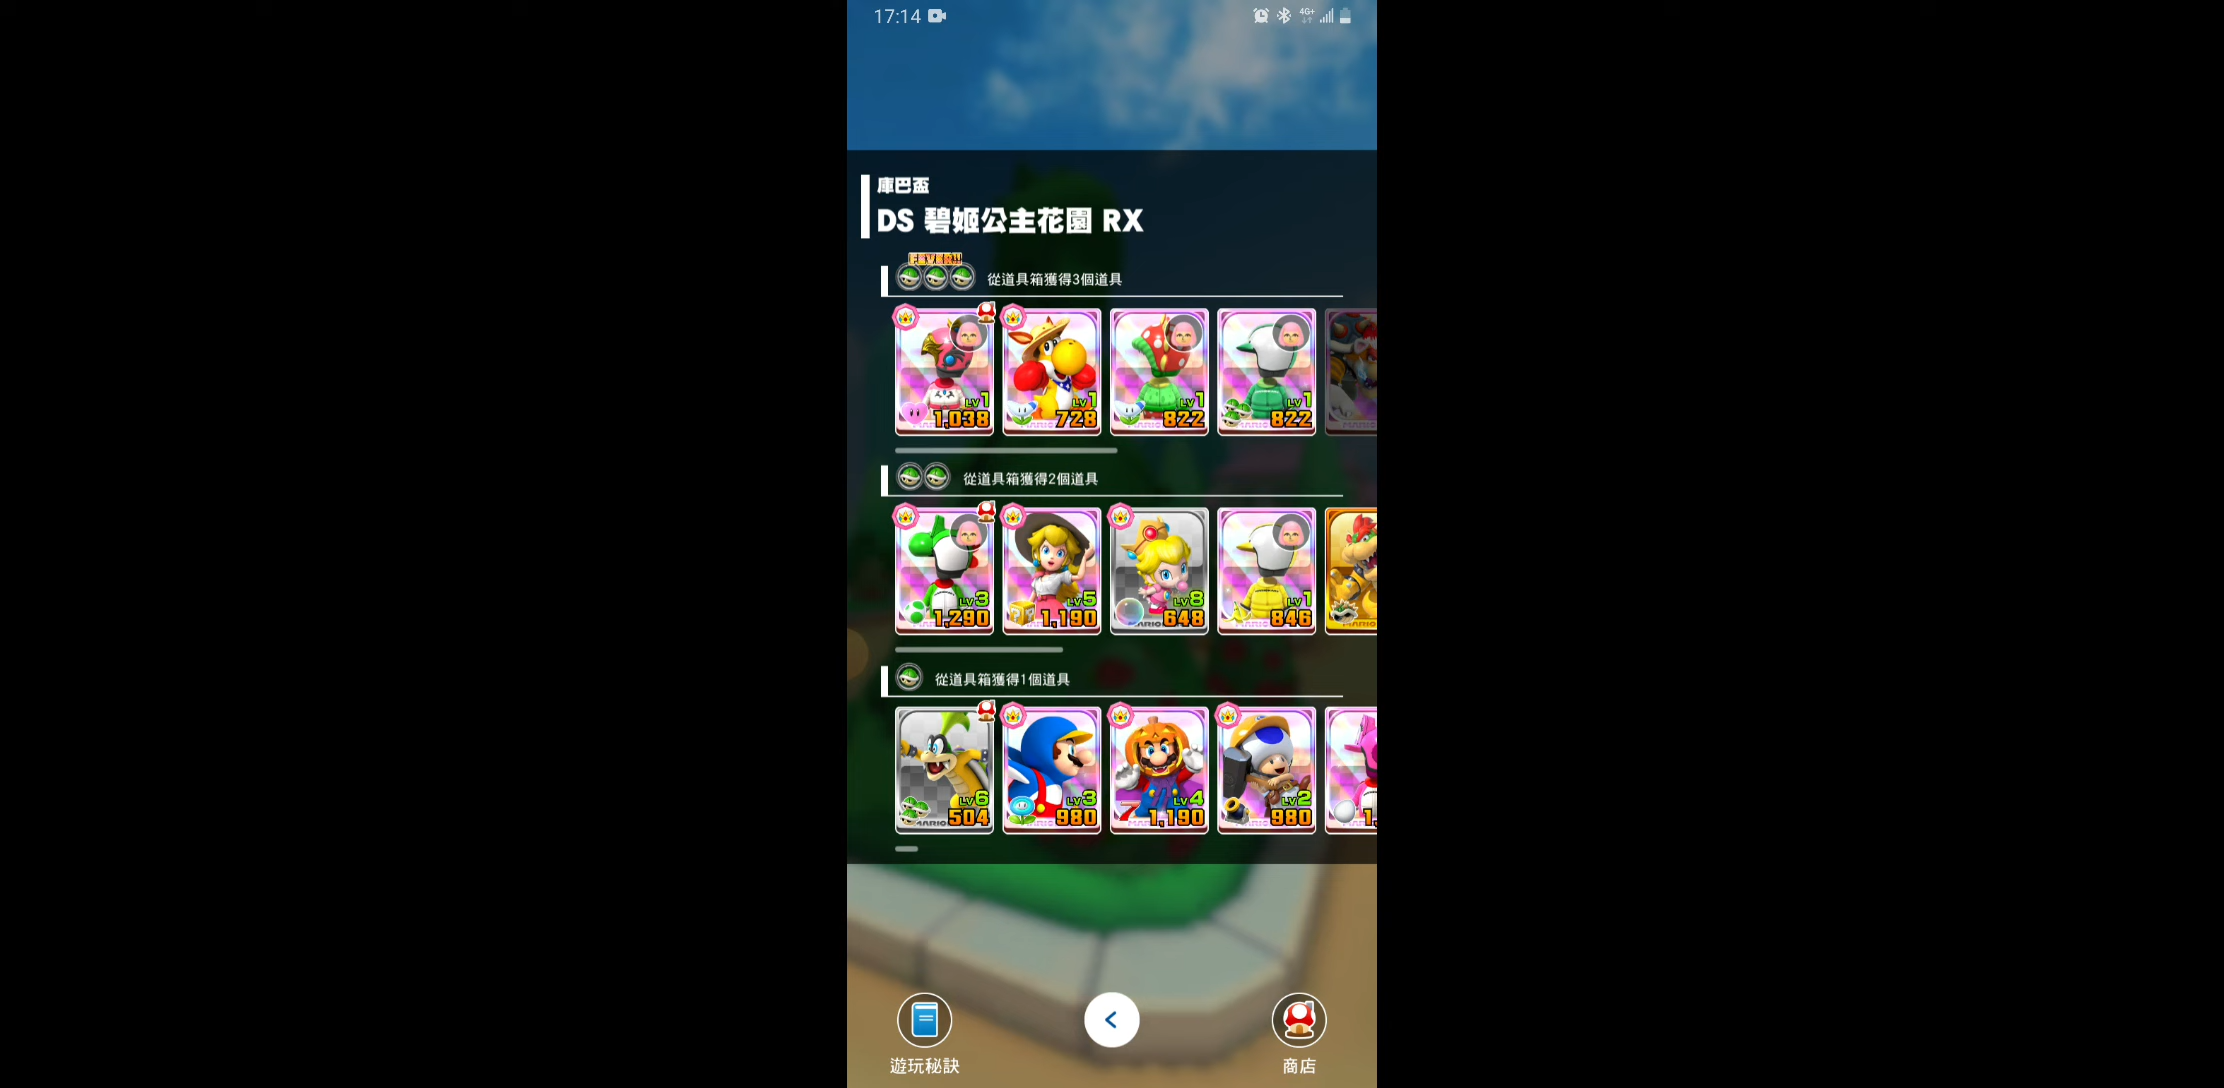 17:14
4G+
庫巴盃
DS 碧姬公主花園 RX
FEVER!!
從道具箱獲得3個道具
LV1 LV1 LV1 LV1
1,038 728 822 822
從道具箱獲得2個道具
LV3 LV5 LV8 LV1
1,290 1,190 648 846
從道具箱獲得1個道具
LV6 LV3 LV4 LV2
504 980 1,190 980
遊玩秘訣
商店